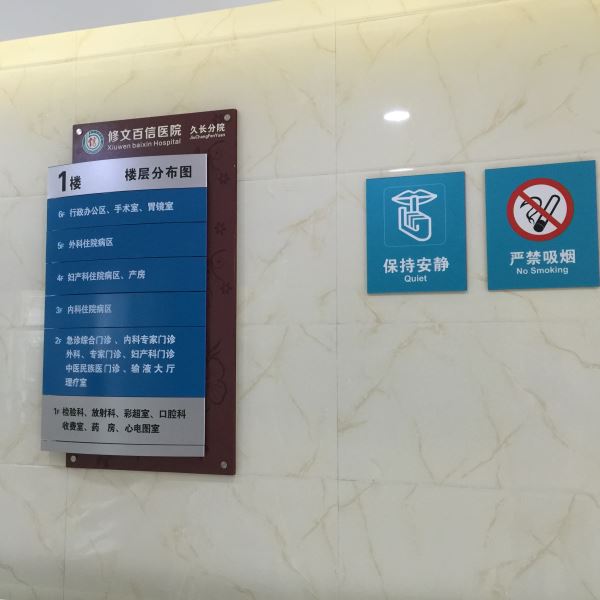 修文百信医院 久长分院
Xiuwen baixin Hospital JiuChangFenYuan
1楼 楼层分布图
6F 行政办公区、手术室、胃镜室
5F 外科住院病区
4F 妇产科住院病区、产房
3F 内科住院病区
2F 急诊综合门诊、内科专家门诊
外科、专家门诊、妇产科门诊
中医民族医门诊、输液大厅
理疗室
1F 检验科、放射科、彩超室、口腔科
收费室、药 房、心电图室
保持安静
Quiet
严禁吸烟
No Smoking